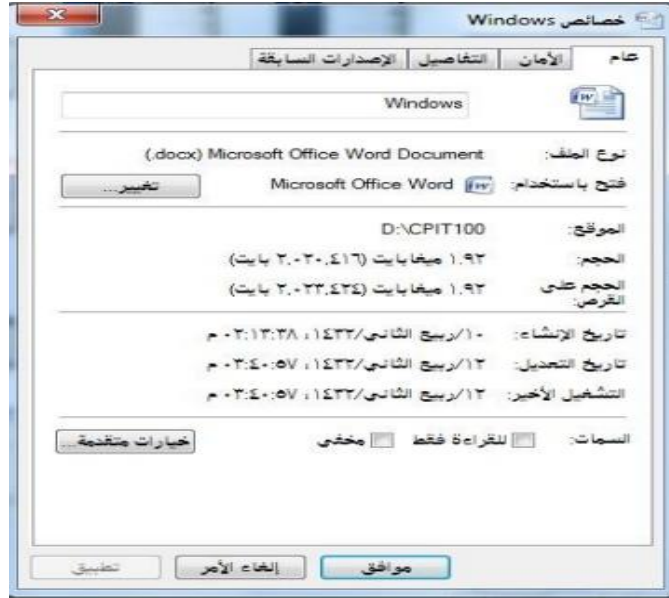 خصائص Windows
عام الأمان التفاصيل الإصدارات السابقة
Windows
نوع الملف: Microsoft Office Word Document (.docx)
فتح باستخدام: Microsoft Office Word تغيير...
الموقع: D:\CPIT100
الحجم: ١.٩٢ ميغابايت (٢,٠٢٠,٤١٦ بايت)
الحجم على القرص: ١.٩٢ ميغابايت (٢,٠٢٣,٤٢٤ بايت)
تاريخ الإنشاء: ١٠/ربيع الثاني/١٤٣٢، ٠٢:١٣:٣٨ م
تاريخ التعديل: ١٢/ربيع الثاني/١٤٣٢، ٠٣:٤٠:٥٧ م
التشغيل الأخير: ١٢/ربيع الثاني/١٤٣٢، ٠٣:٤٠:٥٧ م
السمات: للقراءة فقط مخفي خيارات متقدمة...
موافق إلغاء الأمر تطبيق